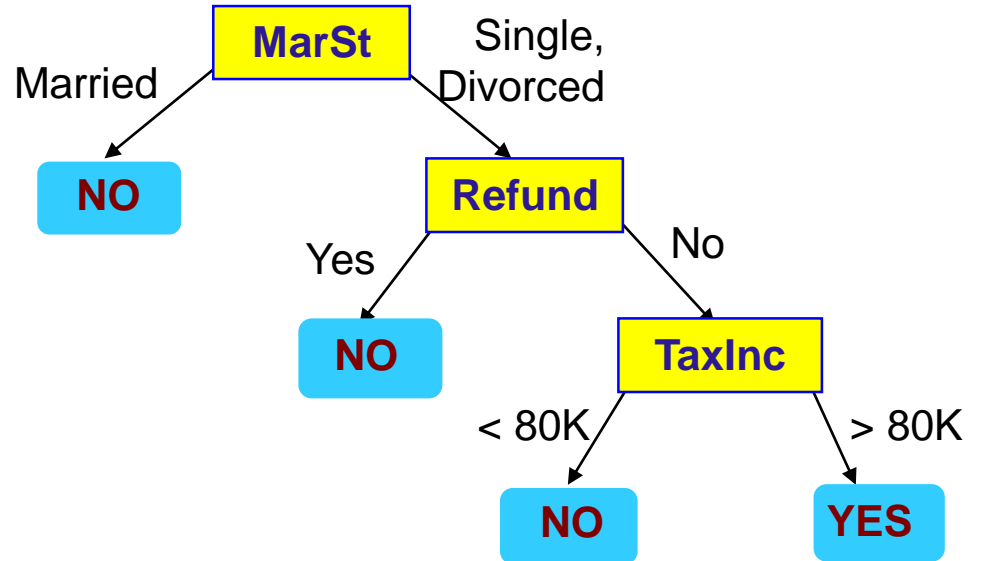 MarSt
Single,
Married
Divorced
NO
Refund
Yes
No
NO
TaxInc
< 80K
> 80K
NO
YES